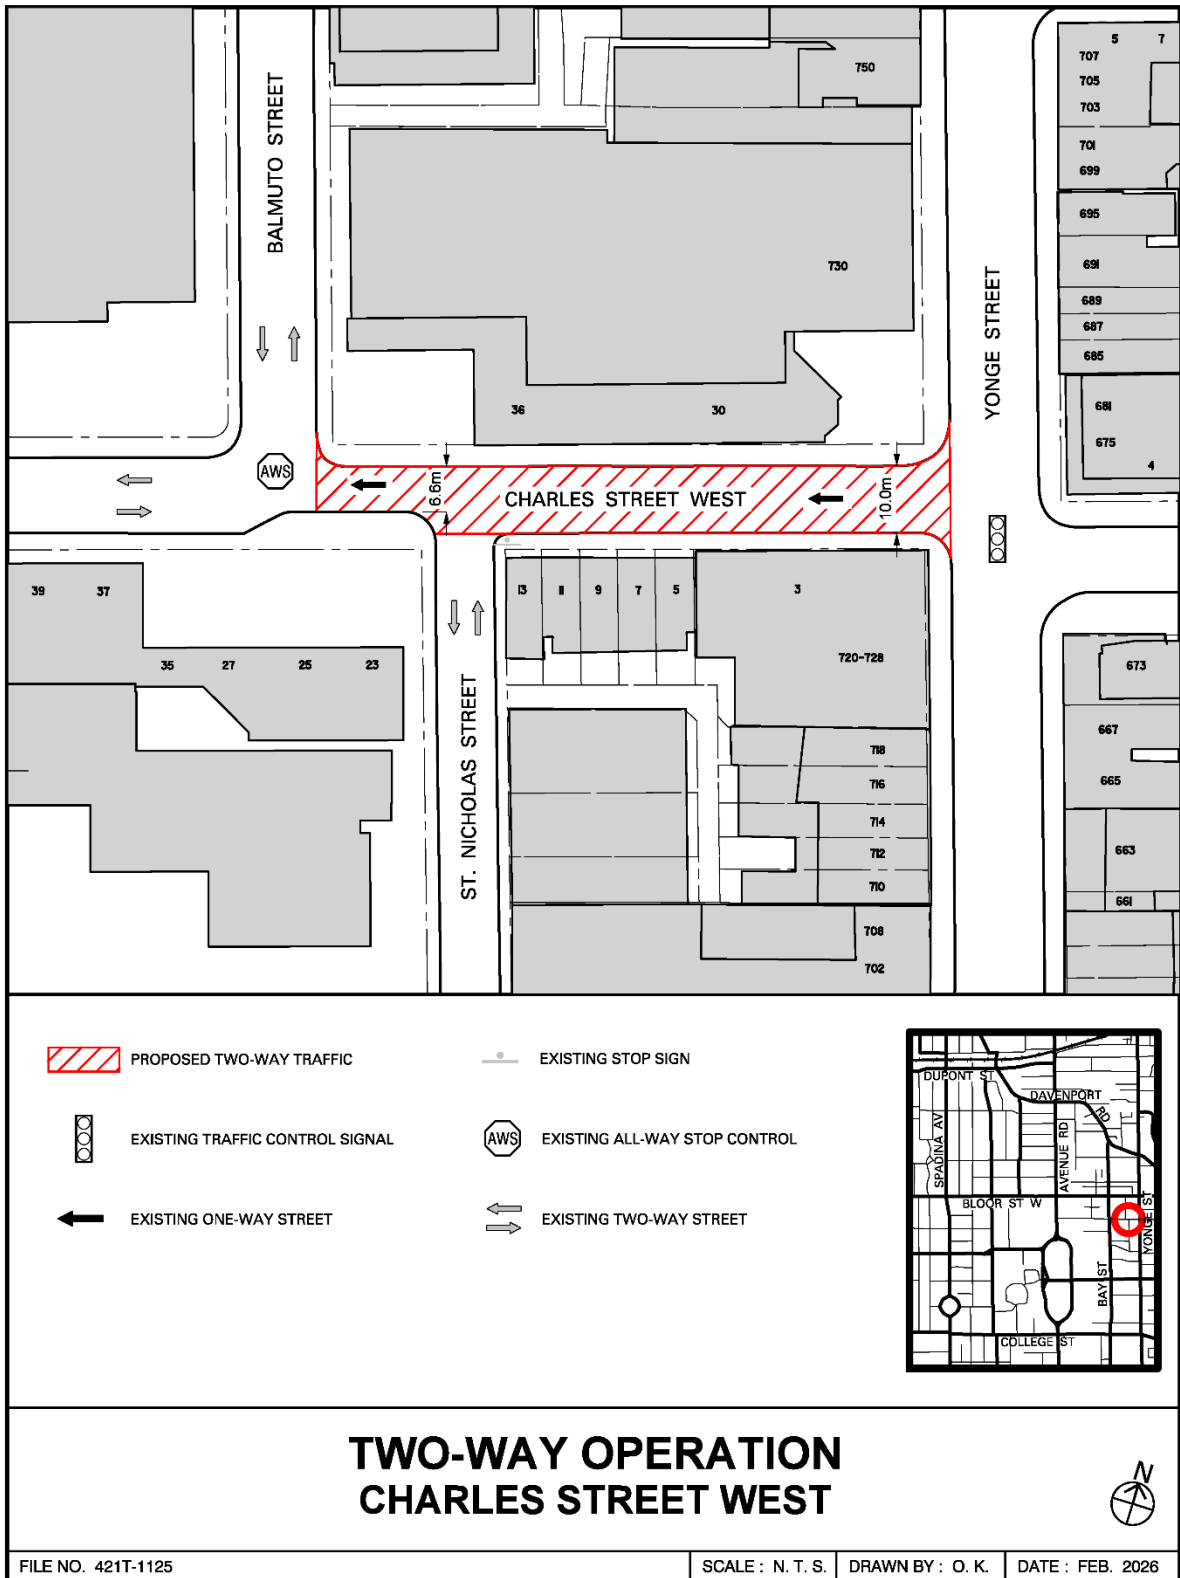 BALMUTO STREET
750
5 7
707
705
703
701
699
695
691
689
687
685
681
675
4
730
YONGE STREET
36 30
AWS
6.6m
CHARLES STREET WEST
10.0m
39 37
35 27 25 23
13 11 9 7 5
3
720-728
ST. NICHOLAS STREET
718
716
714
712
710
708
702
673
667
665
663
661
PROPOSED TWO-WAY TRAFFIC
EXISTING STOP SIGN
EXISTING TRAFFIC CONTROL SIGNAL
AWS EXISTING ALL-WAY STOP CONTROL
EXISTING ONE-WAY STREET
EXISTING TWO-WAY STREET
DUPONT ST
DAVENPORT RD
SPADINA AV
AVENUE RD
BLOOR ST W
YONGE ST
BAY ST
COLLEGE ST
TWO-WAY OPERATION
CHARLES STREET WEST
N
FILE NO. 421T-1125
SCALE : N. T. S.
DRAWN BY : O. K.
DATE : FEB. 2026